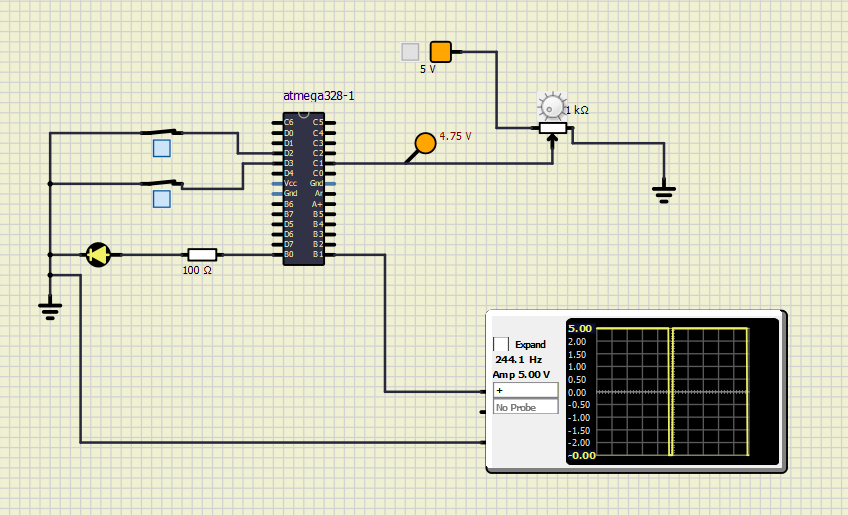 5 V
atmega328-1
1 kΩ
4.75 V
C6 C5
D0 C4
D1 C3
D2 C2
D3 C1
D4 C0
Vcc Gnd
Gnd Ar
B6 A+
B7 B5
D5 B4
D6 B3
D7 B2
B0 B1
100 Ω
Expand
244.1 Hz
Amp 5.00 V
+
No Probe
5.00
2.00
1.50
1.00
0.50
0.00
-0.50
-1.00
-1.50
-2.00
-0.00